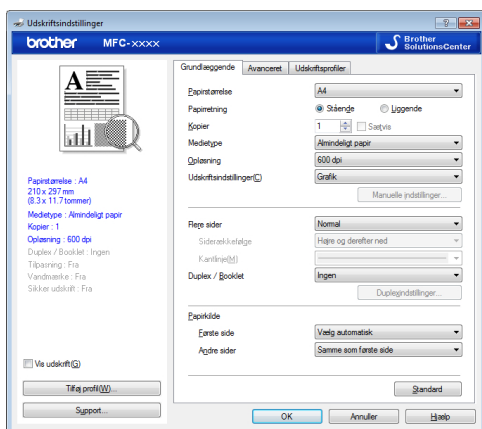 Udskriftsindstillinger
brother MFC-xxxx
Brother
SolutionsCenter
Grundlæggende Avanceret Udskriftsprofiler
Papirstørrelse A4
Papirretning Stående Liggende
Kopier 1 Sætvis
Medietype Almindeligt papir
Opløsning 600 dpi
Udskriftsindstillinger(C) Grafik
Manuelle indstillinger...
Flere sider Normal
Siderækkefølge Højre og derefter ned
Kantlinje(M)
Duplex / Booklet Ingen
Duplexindstillinger...
Papirkilde
Første side Vælg automatisk
Andre sider Samme som første side
Standard
Papirstørrelse : A4
210 x 297 mm
(8.3 x 11.7 tommer)
Medietype : Almindeligt papir
Kopier : 1
Opløsning : 600 dpi
Duplex / Booklet : Ingen
Tilpasning : Fra
Vandmærke : Fra
Sikker udskrift : Fra
Vis udskrift(G)
Tilføj profil(W)...
Support...
OK Annuller Hjælp